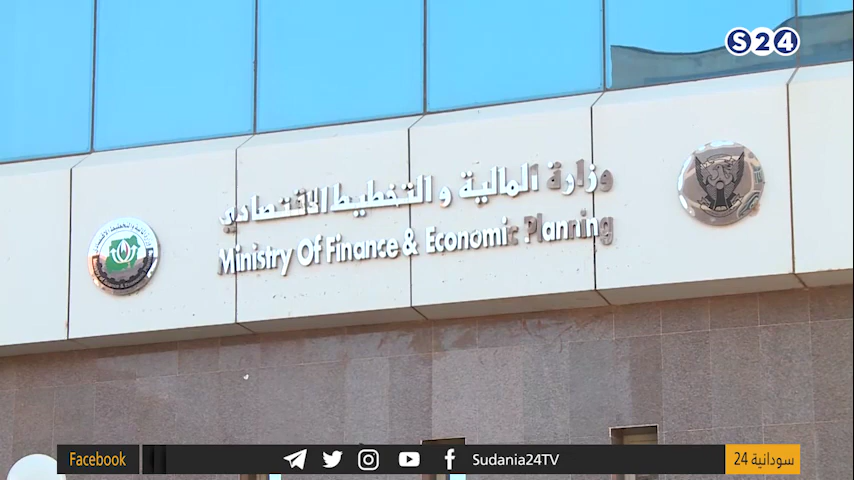 S24
وزارة المالية و التخطيط الاقتصادي
Ministry Of Finance & Economic Planning
Facebook
Sudania24TV
سودانية 24